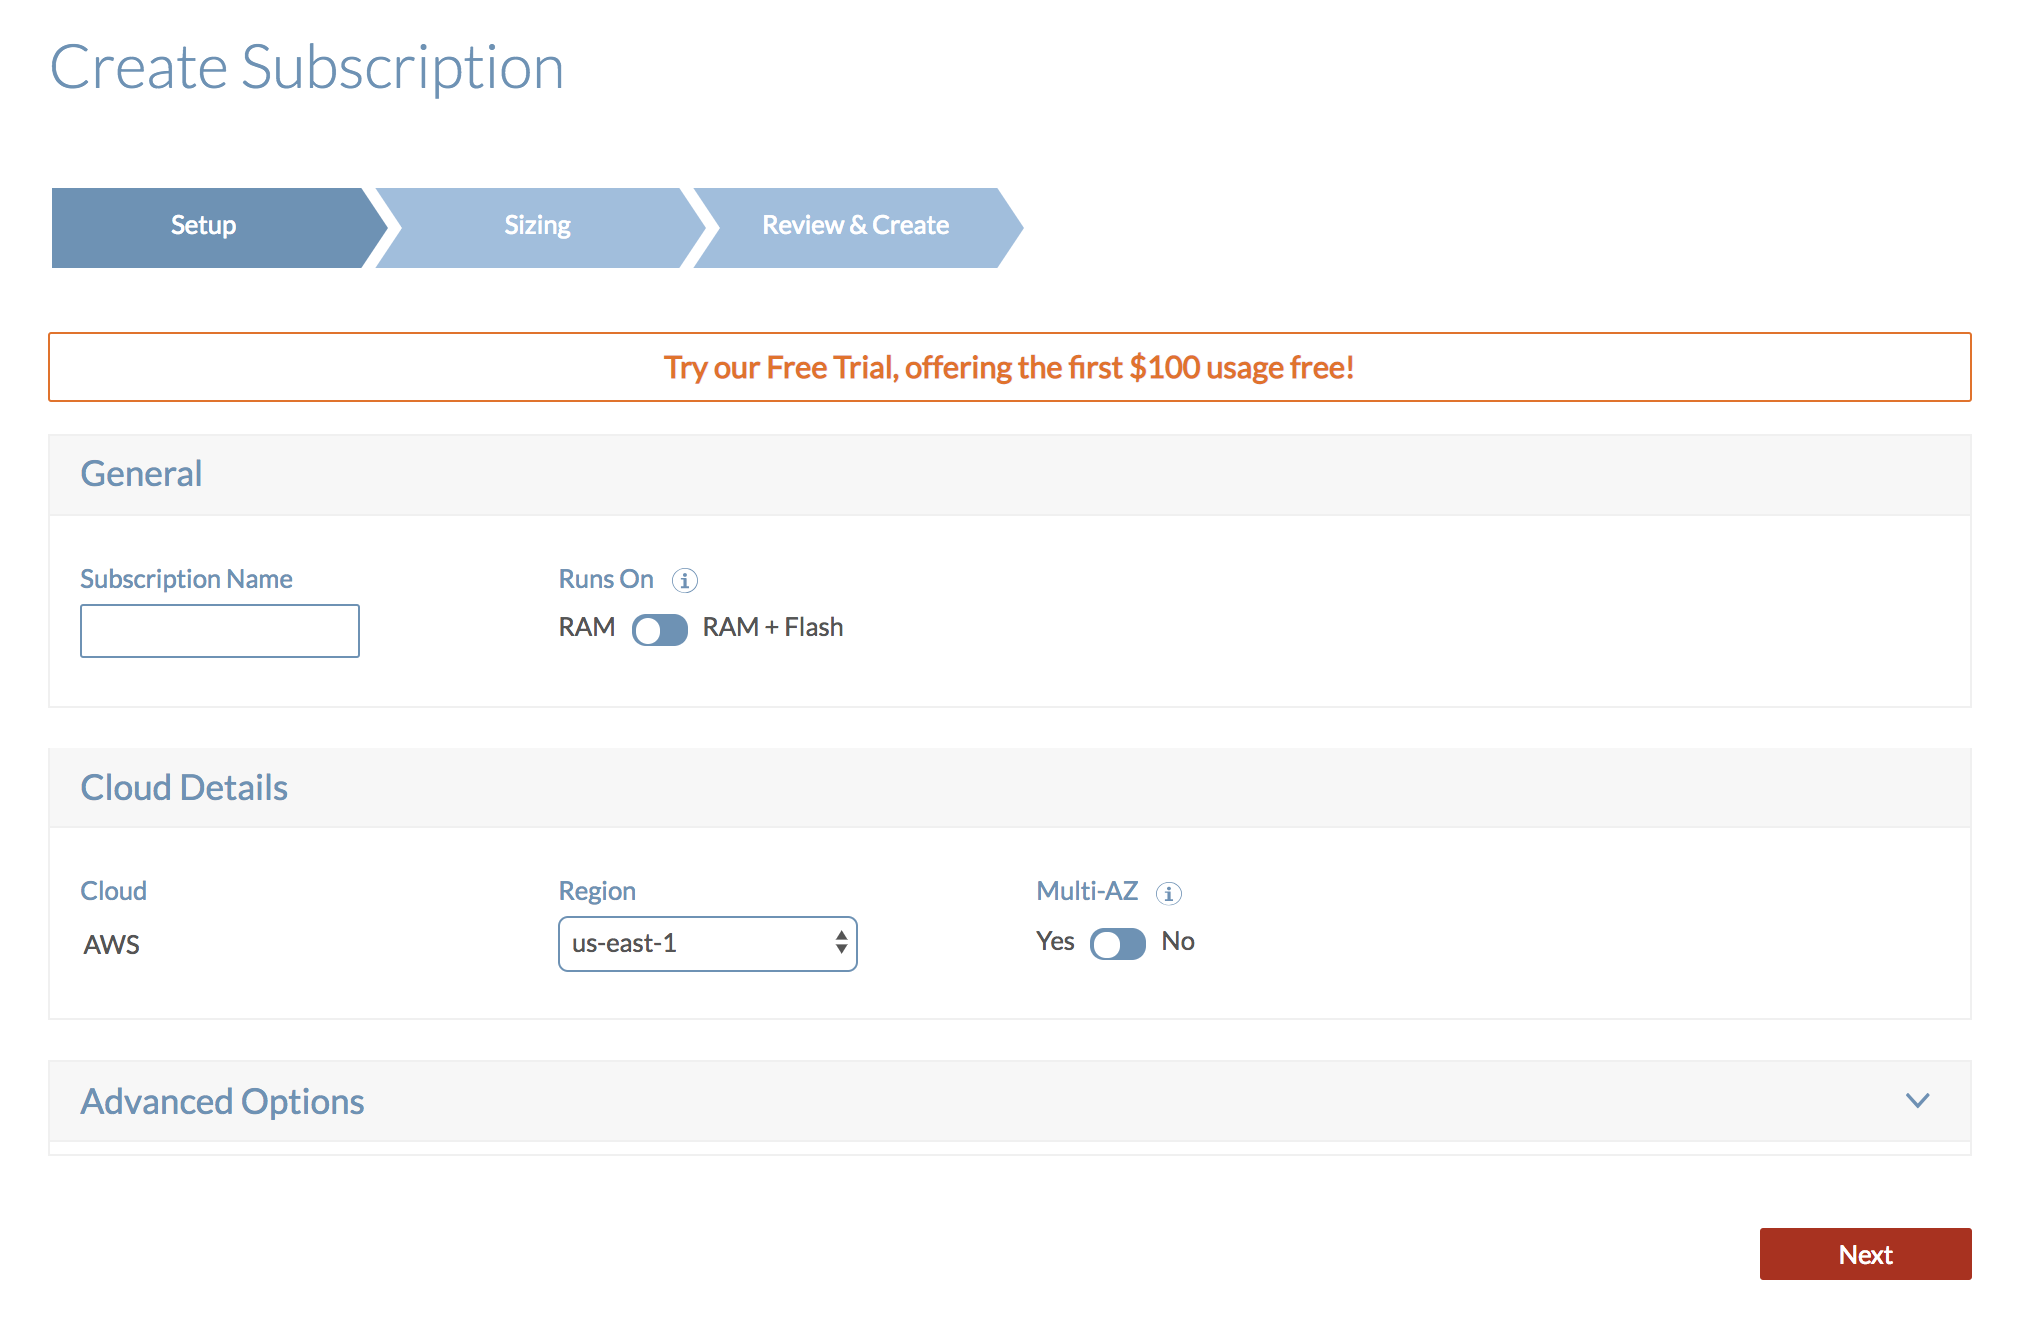 Create Subscription
Setup Sizing Review & Create
Try our Free Trial, offering the first $100 usage free!
General
Subscription Name Runs On i
RAM RAM + Flash
Cloud Details
Cloud Region Multi-AZ i
AWS us-east-1 Yes No
Advanced Options
Next